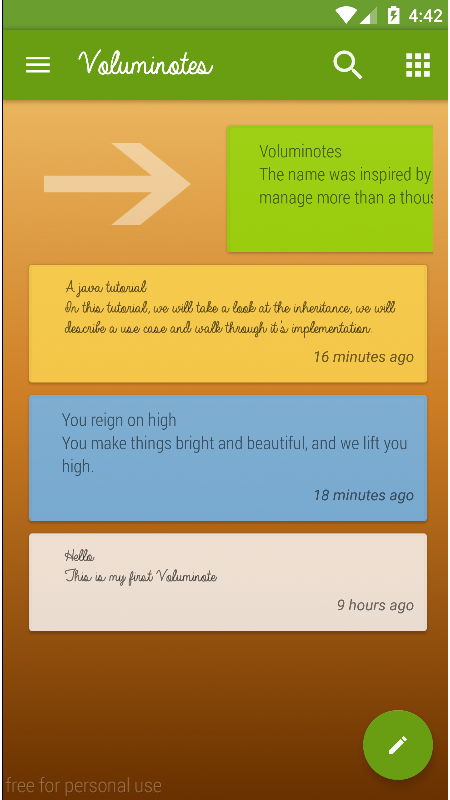 4:42
Voluminotes
Voluminotes
The name was inspired by
manage more than a thous
A java tutorial
In this tutorial, we will take a look at the inheritance, we will
describe a use case and walk through it's implementation.
16 minutes ago
You reign on high
You make things bright and beautiful, and we lift you
high.
18 minutes ago
Hello
This is my first Voluminote
9 hours ago
free for personal use